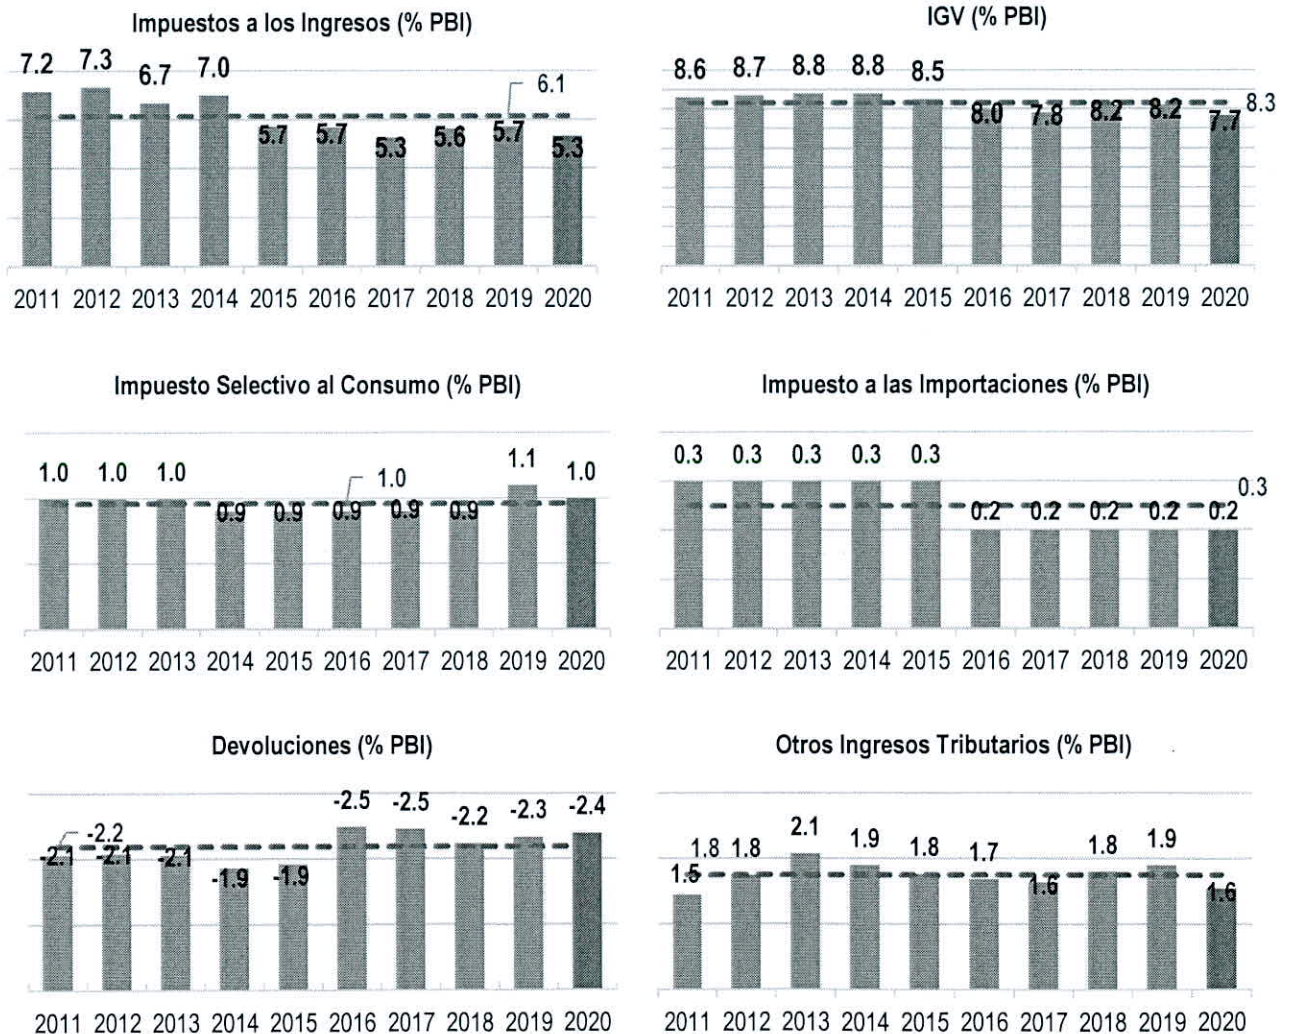 Impuestos a los Ingresos (% PBI)
7.2 7.3 6.7 7.0 5.7 5.7 5.3 5.6 5.7 5.3
6.1
2011 2012 2013 2014 2015 2016 2017 2018 2019 2020
IGV (% PBI)
8.6 8.7 8.8 8.8 8.5 8.0 7.8 8.2 8.2 7.7
8.3
2011 2012 2013 2014 2015 2016 2017 2018 2019 2020
Impuesto Selectivo al Consumo (% PBI)
1.0 1.0 1.0 0.9 0.9 0.9 0.9 0.9 1.1 1.0
1.0
2011 2012 2013 2014 2015 2016 2017 2018 2019 2020
Impuesto a las Importaciones (% PBI)
0.3 0.3 0.3 0.3 0.3 0.2 0.2 0.2 0.2 0.2
0.3
2011 2012 2013 2014 2015 2016 2017 2018 2019 2020
Devoluciones (% PBI)
-2.1 -2.1 -2.1 -1.9 -1.9 -2.5 -2.5 -2.2 -2.3 -2.4
-2.2
2011 2012 2013 2014 2015 2016 2017 2018 2019 2020
Otros Ingresos Tributarios (% PBI)
1.5 1.8 2.1 1.9 1.8 1.7 1.6 1.8 1.9 1.6
1.8
2011 2012 2013 2014 2015 2016 2017 2018 2019 2020